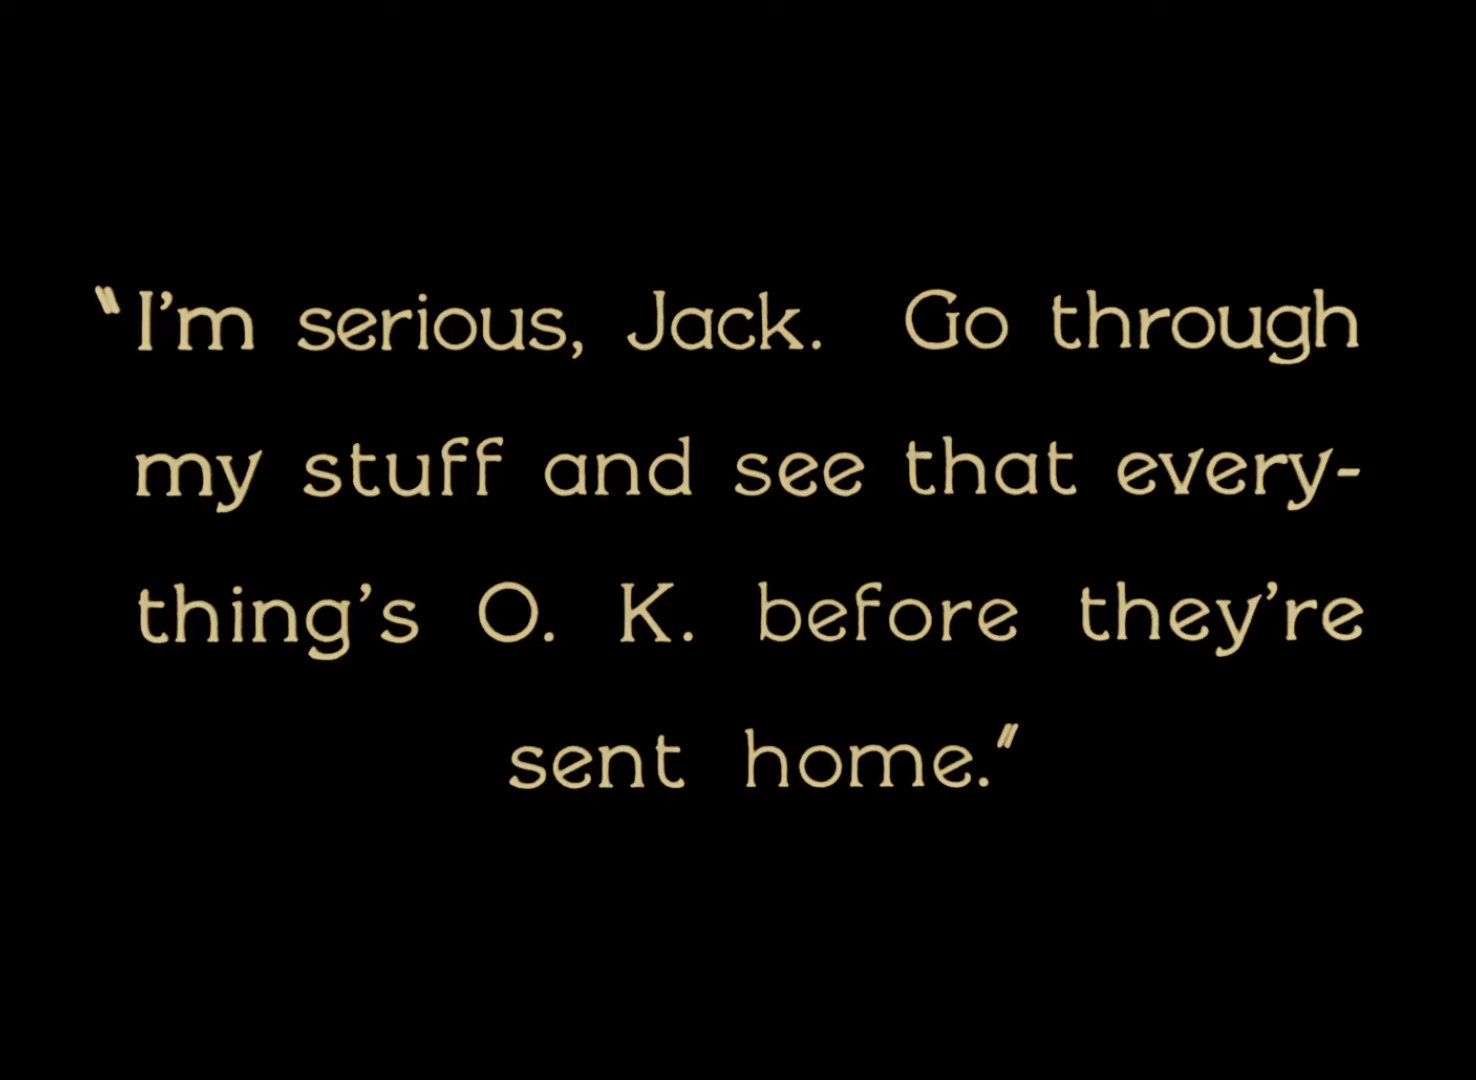 "I'm serious, Jack. Go through
my stuff and see that every-
thing's O. K. before they're
sent home."